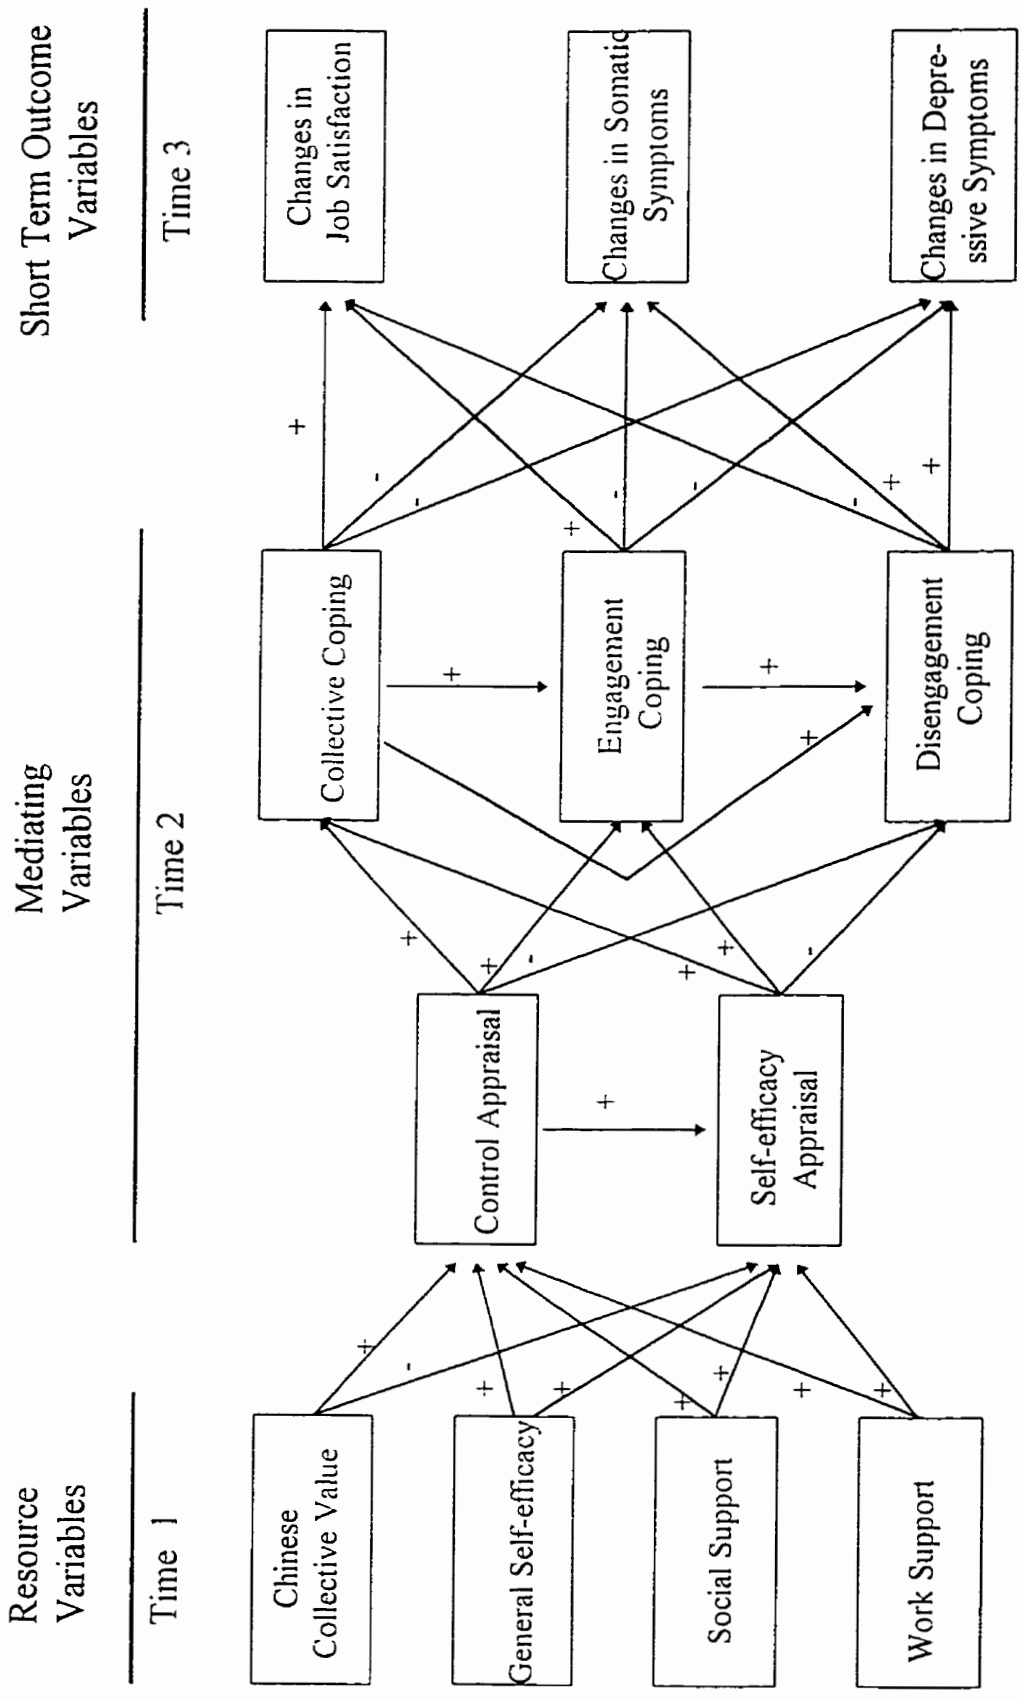 Resource
Variables
Time 1
Mediating
Variables
Time 2
Short Term Outcome
Variables
Time 3
Chinese
Collective Value
General Self-efficacy
Social Support
Work Support
+
-
+
+
+
+
+
+
Control Appraisal
+
Self-efficacy
Appraisal
+
+
-
+
+
-
Collective Coping
+
Engagement
Coping
+
+
Disengagement
Coping
+
-
-
+
-
-
-
+
+
Changes in
Job Satisfaction
Changes in Somatic
Symptoms
Changes in Depre-
ssive Symptoms